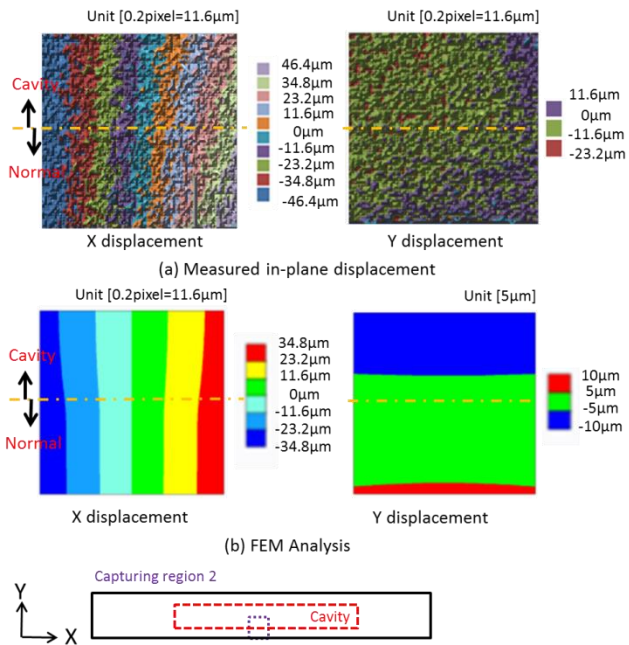 Unit [0.2pixel=11.6μm]
Unit [0.2pixel=11.6μm]
Cavity
Normal
46.4μm
34.8μm
23.2μm
11.6μm
0μm
-11.6μm
-23.2μm
-34.8μm
-46.4μm
11.6μm
0μm
-11.6μm
-23.2μm
X displacement
Y displacement
(a) Measured in-plane displacement
Unit [0.2pixel=11.6μm]
Unit [5μm]
Cavity
Normal
34.8μm
23.2μm
11.6μm
0μm
-11.6μm
-23.2μm
-34.8μm
10μm
5μm
-5μm
-10μm
X displacement
Y displacement
(b) FEM Analysis
Capturing region 2
Y
X
Cavity